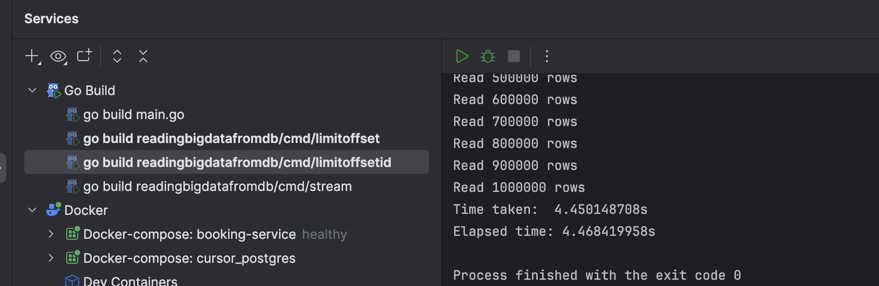 Services
Go Build
go build main.go
go build readingbigdatafromdb/cmd/limitoffset
go build readingbigdatafromdb/cmd/limitoffsetid
go build readingbigdatafromdb/cmd/stream
Docker
Docker-compose: booking-service healthy
Docker-compose: cursor_postgres
Dev Containers
Read 500000 rows
Read 600000 rows
Read 700000 rows
Read 800000 rows
Read 900000 rows
Read 1000000 rows
Time taken:  4.450148708s
Elapsed time: 4.468419958s
Process finished with the exit code 0